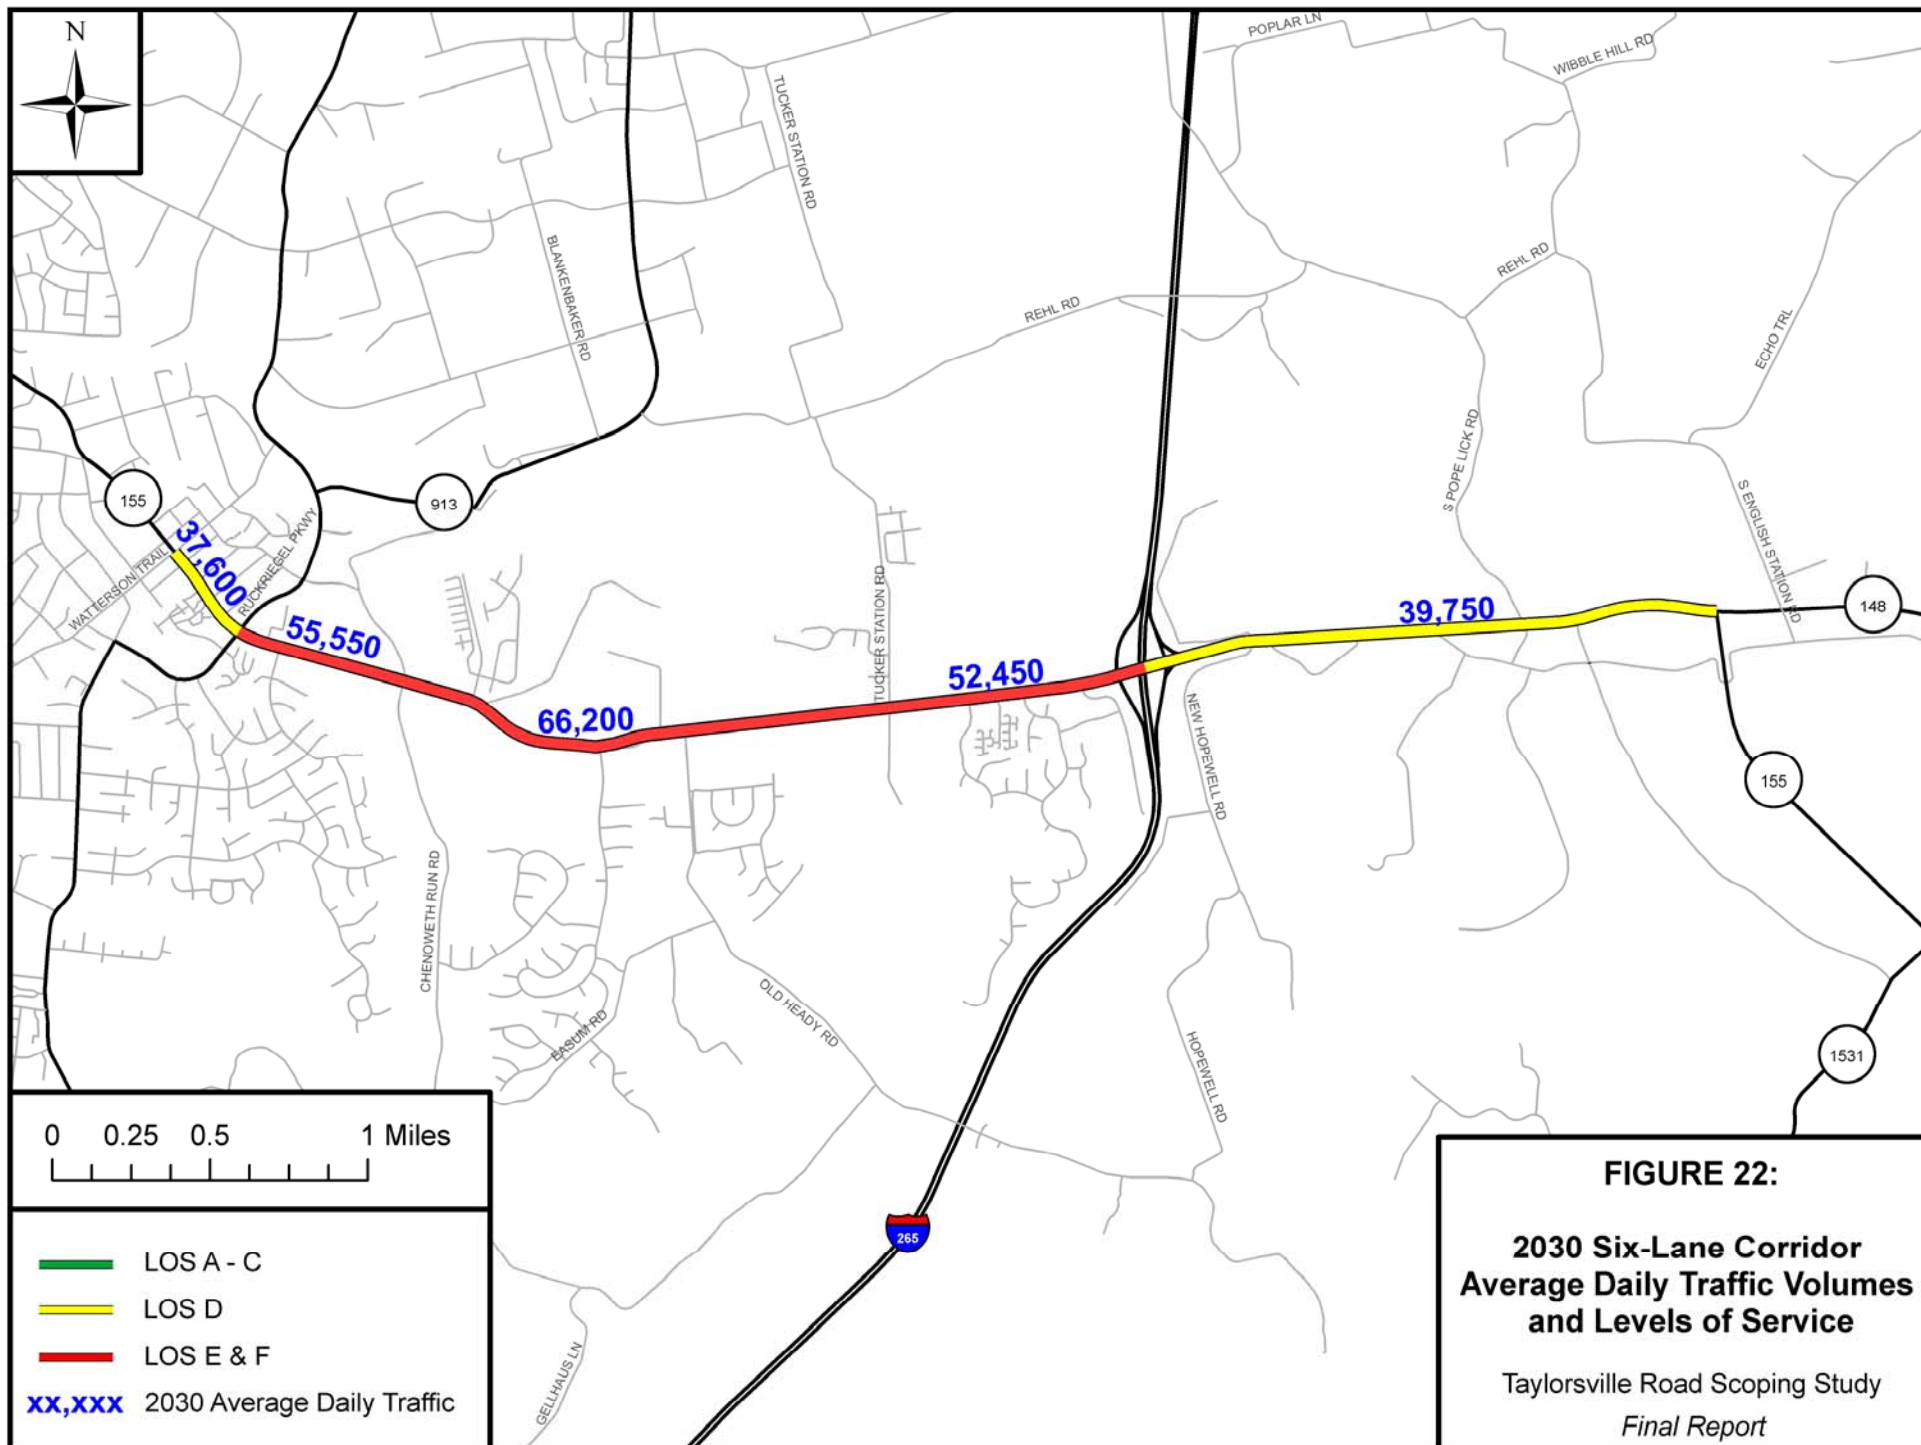 N
POPLAR LN
WIBBLE HILL RD
TUCKER STATION RD
BLANKENBAKER RD
REHL RD
REHL RD
ECHO TRL
S POPE LICK RD
155
913
S ENGLISH STATION RD
37,600
WATTERSON TRAIL
RUCKRIEGEL PKWY
55,550
TUCKER STATION RD
39,750
148
52,450
66,200
NEW HOPEWELL RD
155
CHENOWETH RUN RD
OLD HEADY RD
EASUM RD
HOPEWELL RD
1531
265
GELLHAUS LN
0 0.25 0.5 1 Miles
LOS A - C
LOS D
LOS E & F
xx,xxx 2030 Average Daily Traffic
FIGURE 22:
2030 Six-Lane Corridor
Average Daily Traffic Volumes
and Levels of Service
Taylorsville Road Scoping Study
Final Report